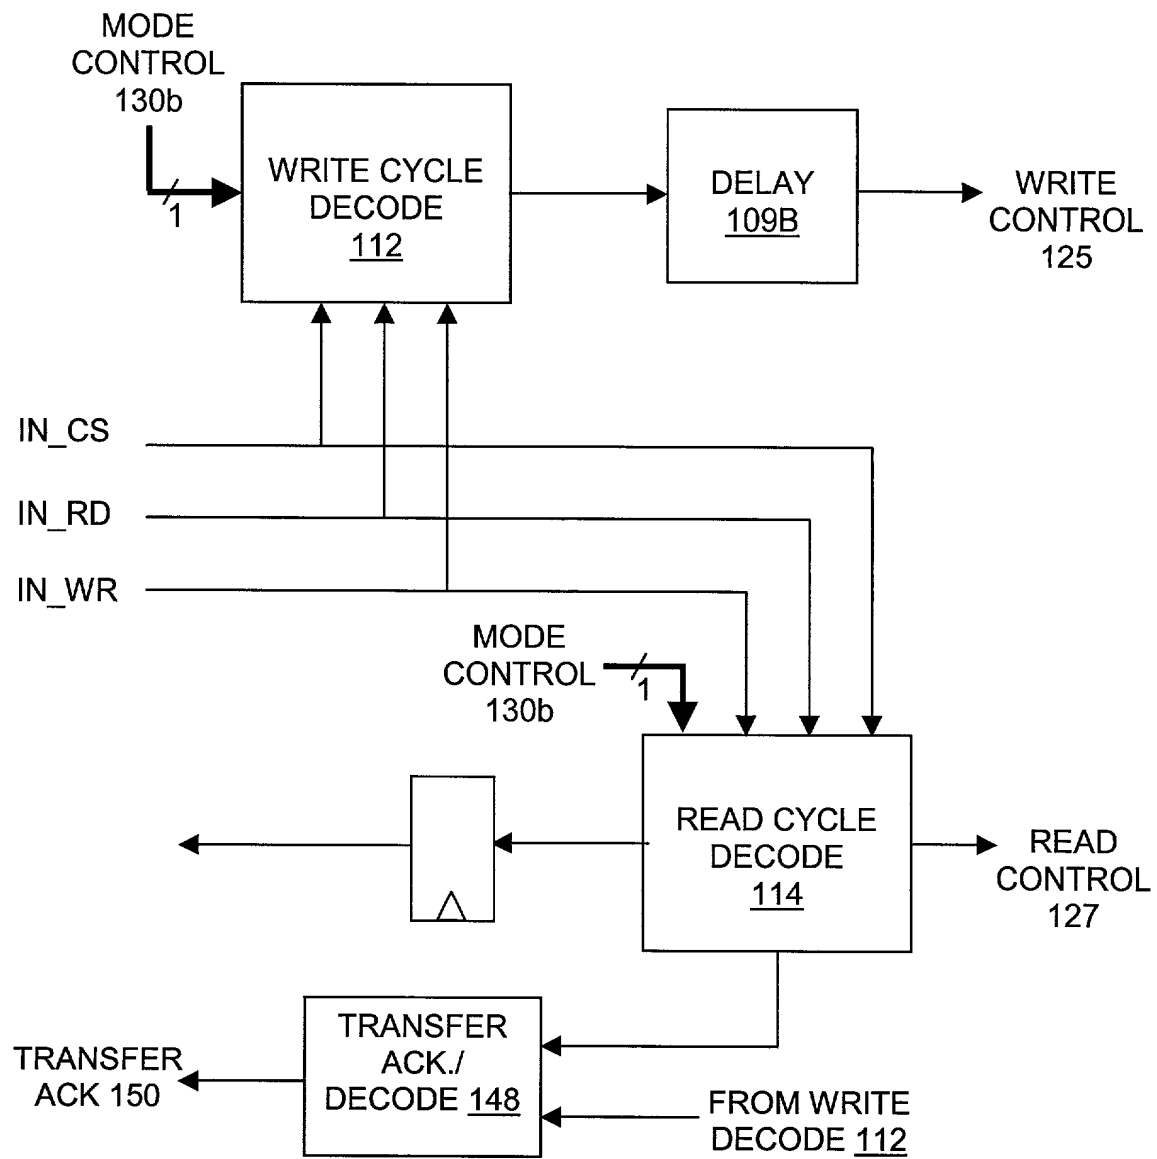 MODE
CONTROL
130b
1
WRITE CYCLE
DECODE
112
DELAY
109B
WRITE
CONTROL
125
IN_CS
IN_RD
IN_WR
MODE
CONTROL
130b
1
READ CYCLE
DECODE
114
READ
CONTROL
127
TRANSFER
ACK./
DECODE 148
TRANSFER
ACK 150
FROM WRITE
DECODE 112